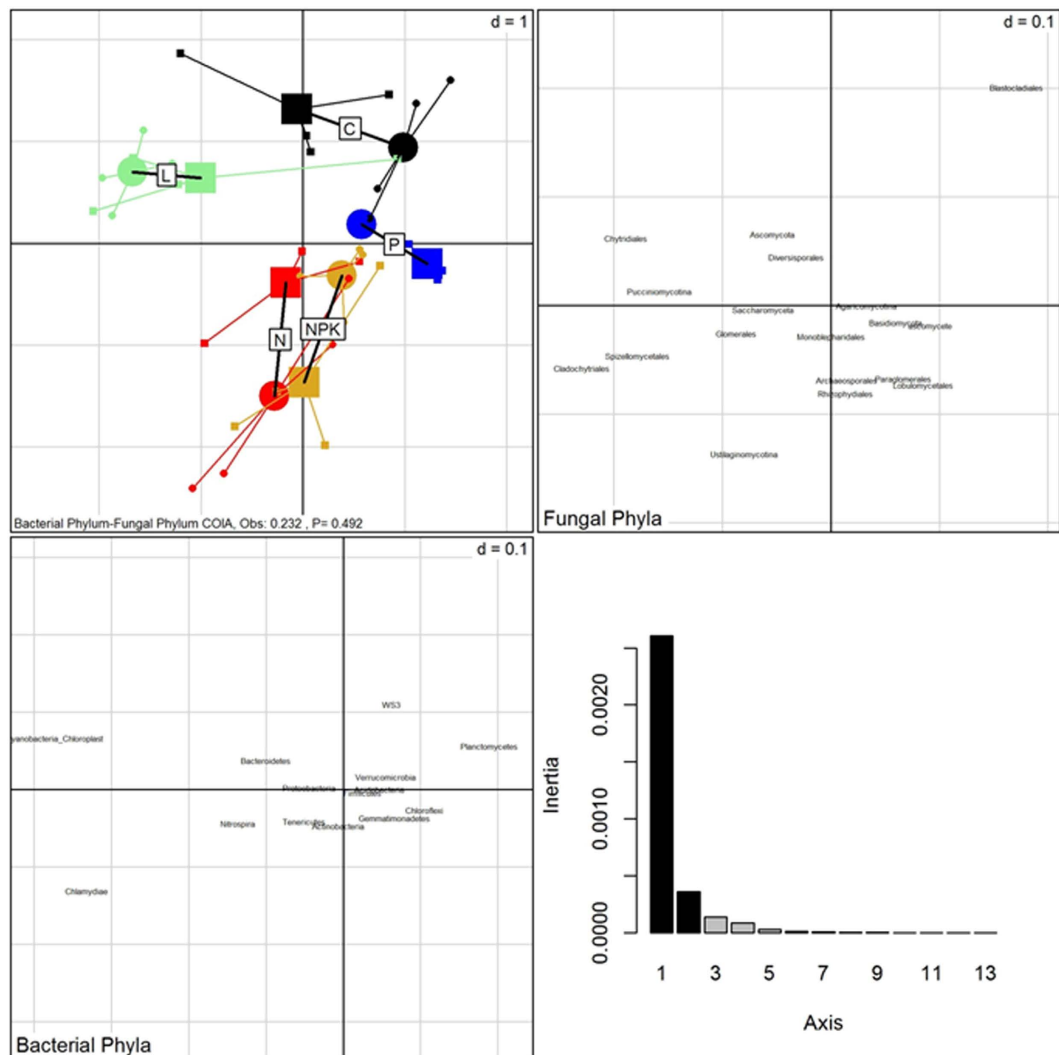 d = 1
C
L
P
N
NPK
Bacterial Phylum-Fungal Phylum COIA, Obs: 0.232 , P= 0.492
d = 0.1
Blastocladiales
Chytridiales
Ascomycota
Diversisporales
Pucciniomycotina
Saccharomyceta
Agaricomycotina
Basidiomycota
Glomerales
Monoblepharidales
Spizellomycetales
Cladochytriales
Archaeosporales
Paraglomerales
Lobulomycetales
Rhizophydiales
Ustilaginomycotina
Fungal Phyla
d = 0.1
WS3
yanobacteria_Chloroplast
Planctomycetes
Bacteroidetes
Verrucomicrobia
Proteobacteria
Acidobacteria
Firmicutes
Chloroflexi
Gemmatimonadetes
Nitrospira
Tenericutes
Actinobacteria
Chlamydiae
Bacterial Phyla
Inertia
0.0020
0.0010
0.0000
1 3 5 7 9 11 13
Axis